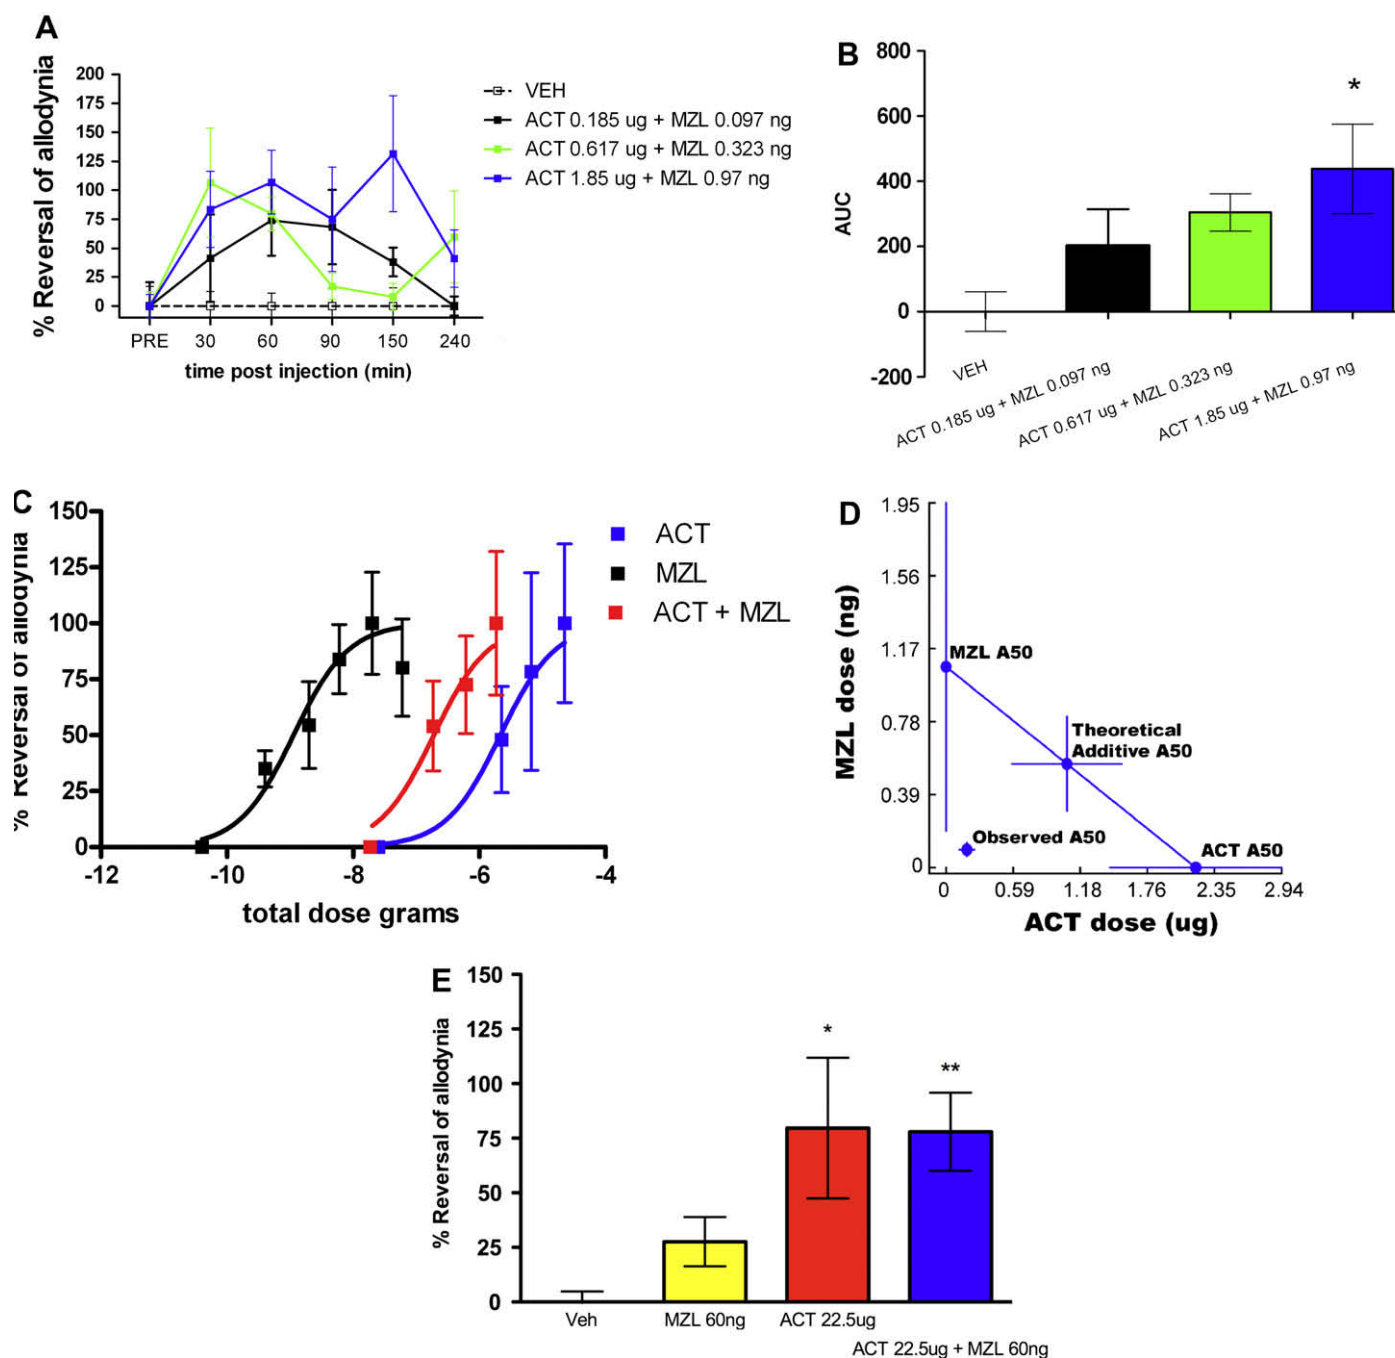 A
% Reversal of allodynia
200
175
150
125
100
75
50
25
0
PRE
30
60
90
150
240
time post injection (min)
VEH
ACT 0.185 ug + MZL 0.097 ng
ACT 0.617 ug + MZL 0.323 ng
ACT 1.85 ug + MZL 0.97 ng
B
AUC
800
600
400
200
0
-200
*
VEH
ACT 0.185 ug + MZL 0.097 ng
ACT 0.617 ug + MZL 0.323 ng
ACT 1.85 ug + MZL 0.97 ng
C
% Reversal of allodynia
150
125
100
75
50
25
0
-12
-10
-8
-6
-4
total dose grams
ACT
MZL
ACT + MZL
D
MZL dose (ng)
1.95
1.56
1.17
0.78
0.39
0
MZL A50
Theoretical
Additive A50
Observed A50
ACT A50
0
0.59
1.18
1.76
2.35
2.94
ACT dose (ug)
E
% Reversal of allodynia
150
125
100
75
50
25
0
*
**
Veh
MZL 60ng
ACT 22.5ug
ACT 22.5ug + MZL 60ng